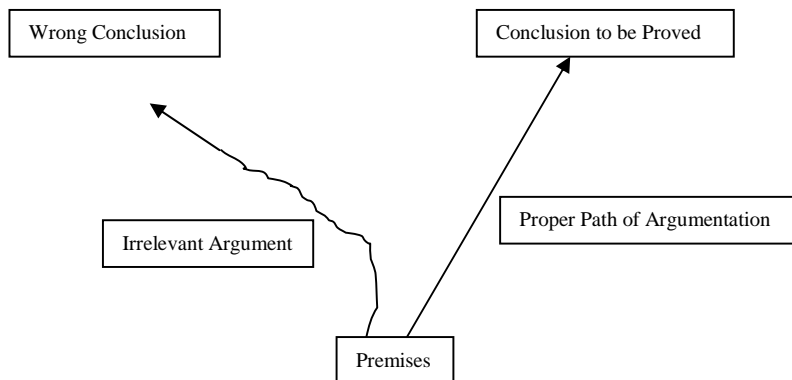 Wrong Conclusion
Conclusion to be Proved
Proper Path of Argumentation
Irrelevant Argument
Premises